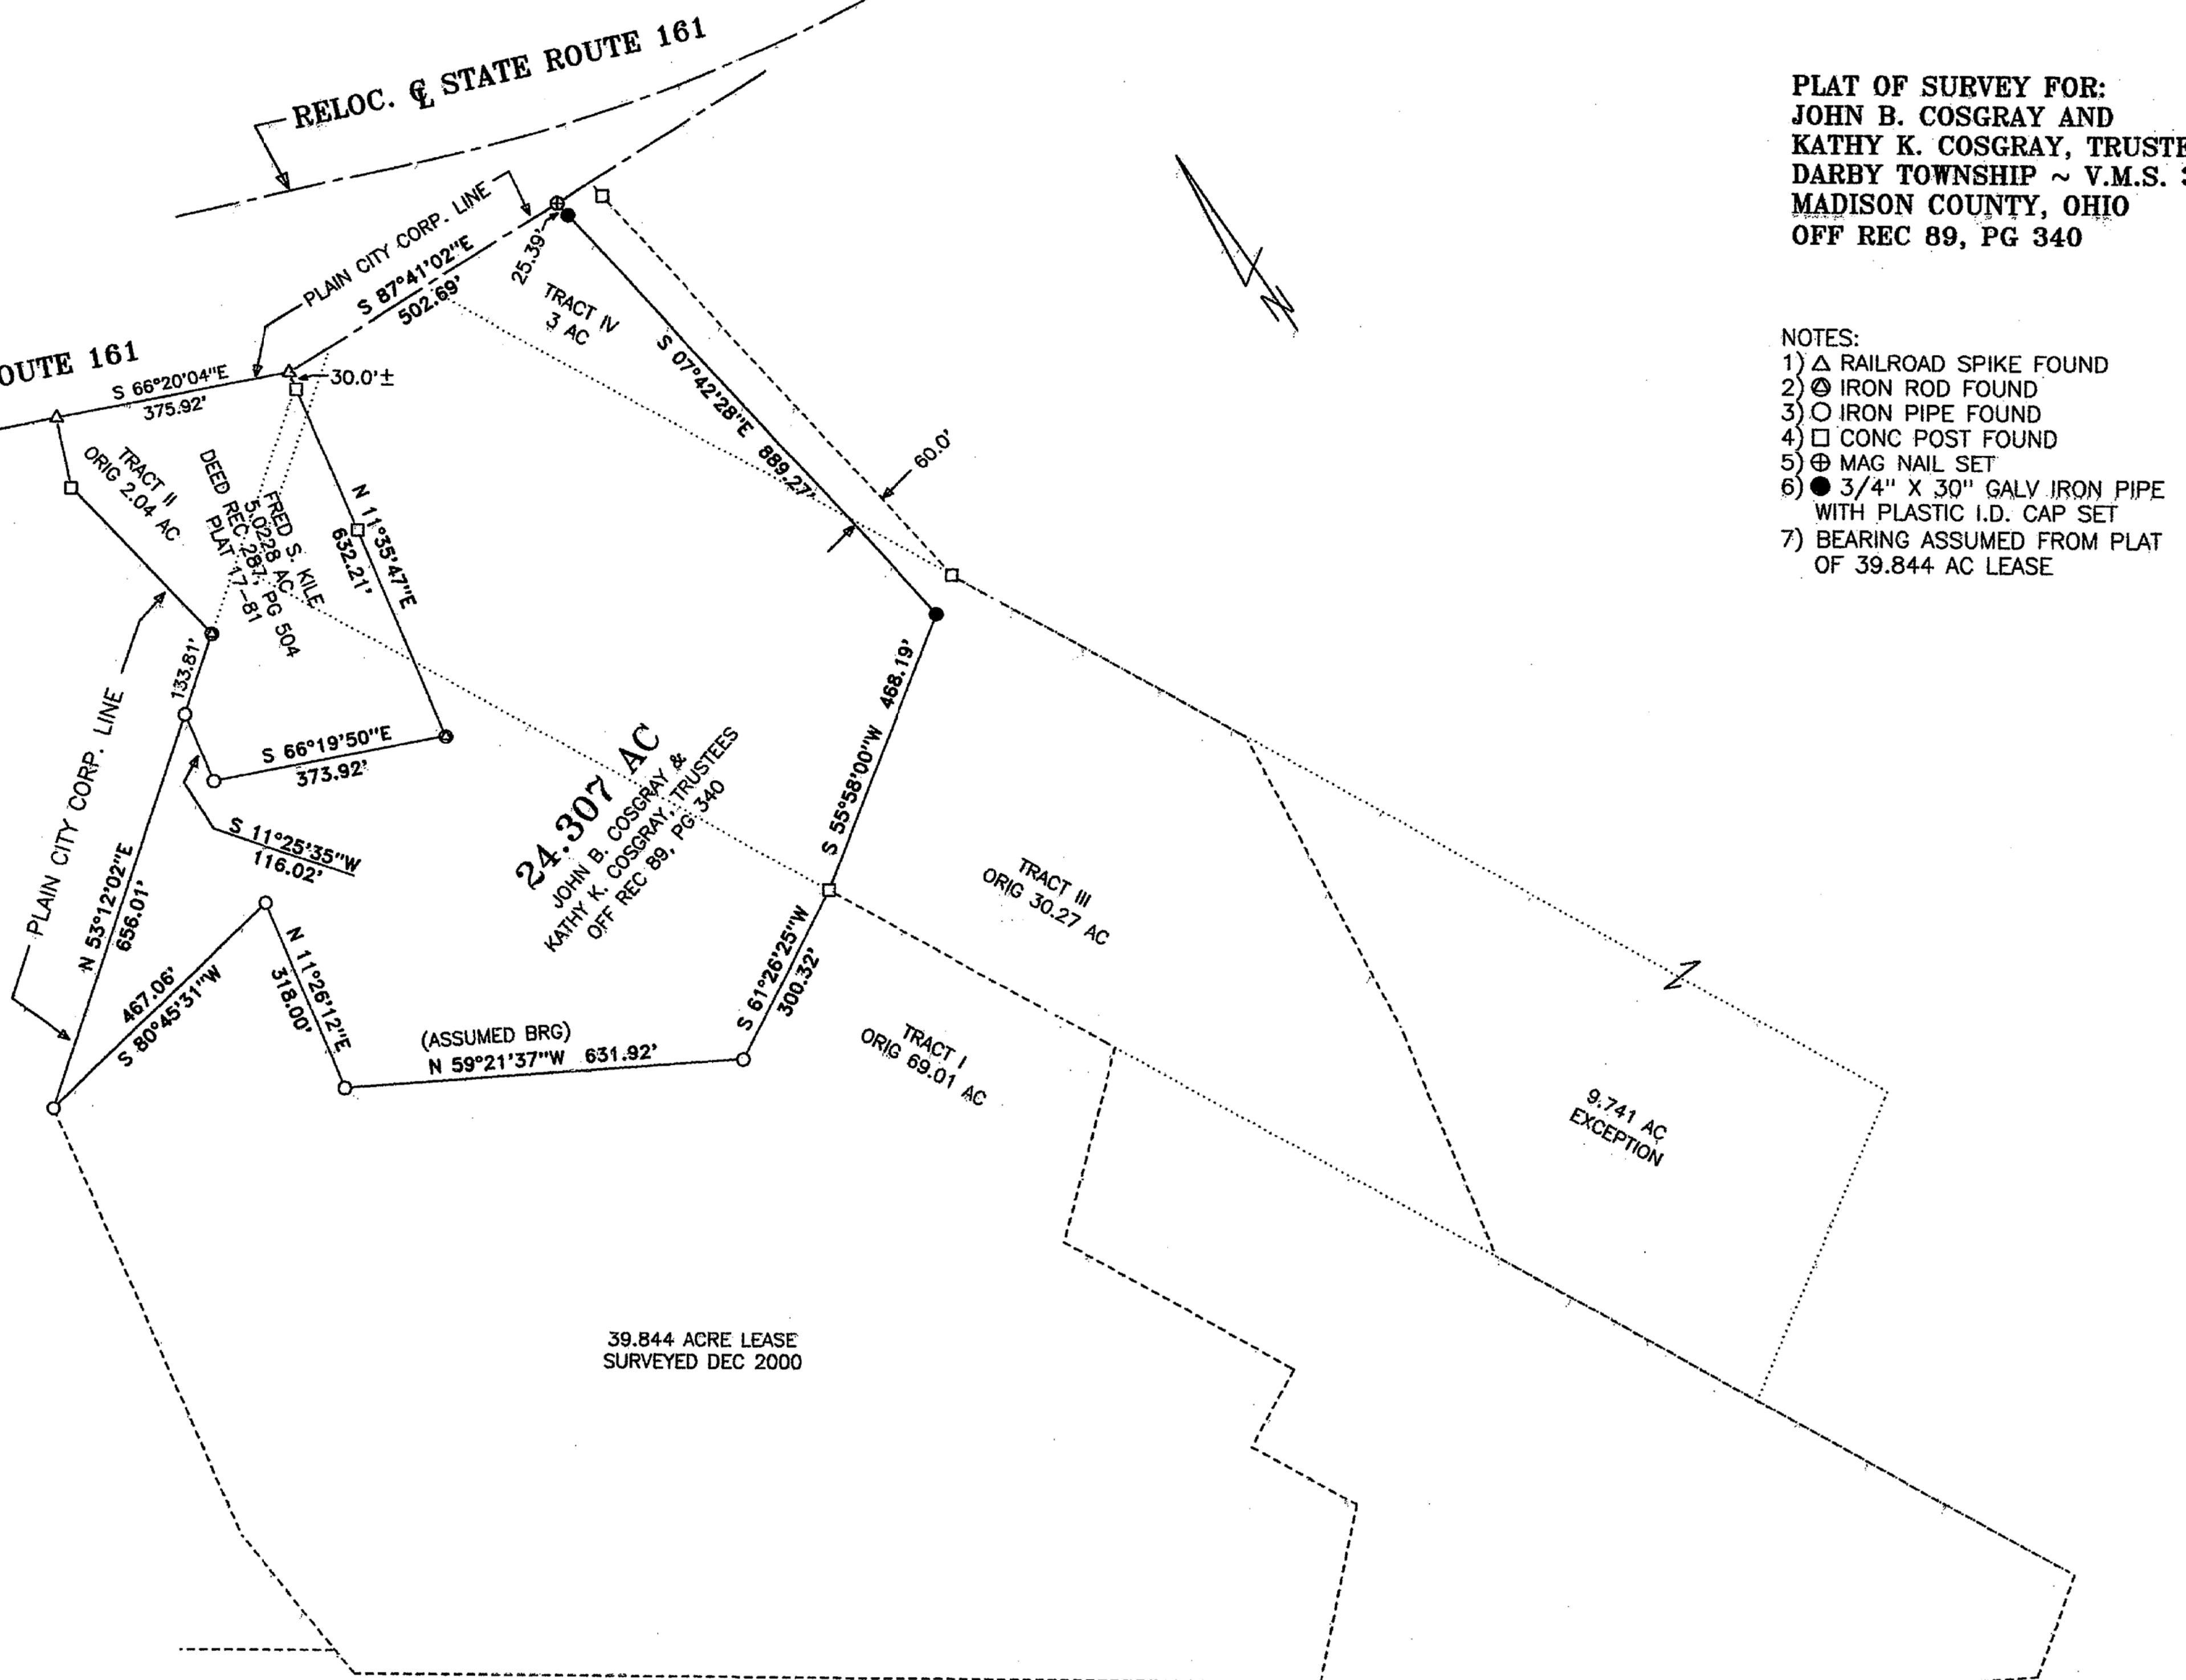 RELOC. ℄ STATE ROUTE 161
PLAT OF SURVEY FOR:
JOHN B. COSGRAY AND
KATHY K. COSGRAY,
DARBY TOWNSHIP ~ V.M.S.
MADISON COUNTY, OHIO
OFF REC 89, PG 340
NOTES:
1) △ RAILROAD SPIKE FOUND
2) IRON ROD FOUND
3) ○ IRON PIPE FOUND
4) □ CONC POST FOUND
5) ⊕ MAG NAIL SET
6) ● 3/4" X 30" GALV IRON PIPE
WITH PLASTIC I.D. CAP SET
7) BEARING ASSUMED FROM PLAT
OF 39.844 AC LEASE
PLAIN CITY CORP. LINE
S 87°41'02"E
502.69'
25.39'
TRACT IV
3 AC
OUTE 161
S 66°20'04"E
375.92'
30.0'±
S 07°42'28"E 889.27'
60.0'
TRACT II
ORIG 2.04 AC
FRED S. KILE
5.0228 AC
DEED REC 287, PG 504
PLAT 17-81
N 11°35'47"E
632.21'
133.81'
S 66°19'50"E
373.92'
S 11°25'35"W
116.02'
PLAIN CITY CORP. LINE
N 53°12'02"E
656.01'
467.06'
S 80°45'31"W
N 11°26'12"E
318.00'
(ASSUMED BRG)
N 59°21'37"W 631.92'
S 61°26'25"W
300.32'
S 55°58'00"W 468.19'
24.307 AC
JOHN B. COSGRAY &
KATHY K. COSGRAY, TRUSTEES
OFF REC 89, PG 340
TRACT III
ORIG 30.27 AC
TRACT I
ORIG 69.01 AC
9.741 AC
EXCEPTION
39.844 ACRE LEASE
SURVEYED DEC 2000
N